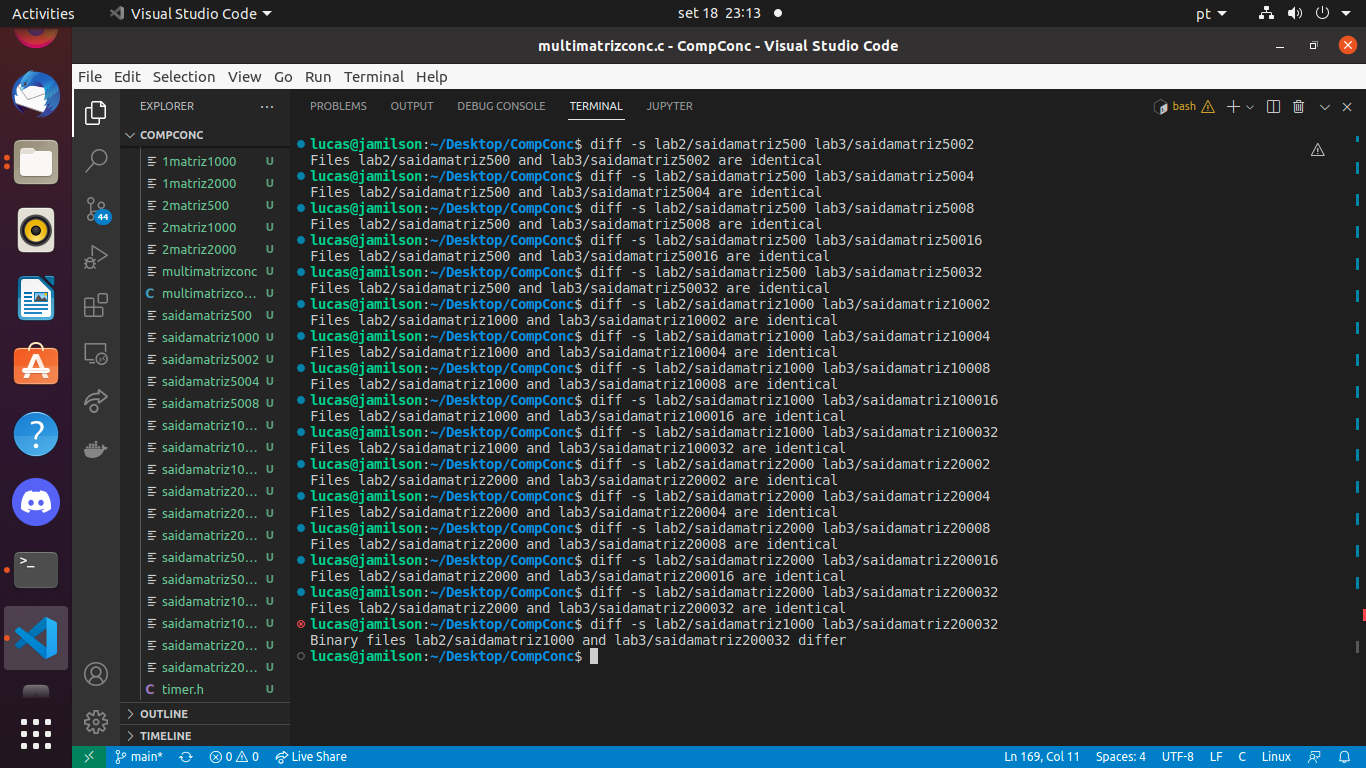 Activities
Visual Studio Code
set 18 23:13
pt
multimatrizconc.c - CompConc - Visual Studio Code
File Edit Selection View Go Run Terminal Help
EXPLORER
COMPCONC
1matriz1000 U
1matriz2000 U
2matriz500 U
2matriz1000 U
2matriz2000 U
multimatrizconc U
C multimatrizco... U
saidamatriz500 U
saidamatriz1000 U
saidamatriz5002 U
saidamatriz5004 U
saidamatriz5008 U
saidamatriz10... U
saidamatriz10... U
saidamatriz10... U
saidamatriz20... U
saidamatriz20... U
saidamatriz20... U
saidamatriz50... U
saidamatriz50... U
saidamatriz10... U
saidamatriz10... U
saidamatriz20... U
saidamatriz20... U
C timer.h U
OUTLINE
TIMELINE
44
PROBLEMS OUTPUT DEBUG CONSOLE TERMINAL JUPYTER
bash
lucas@jamilson:~/Desktop/CompConc$ diff -s lab2/saidamatriz500 lab3/saidamatriz5002
Files lab2/saidamatriz500 and lab3/saidamatriz5002 are identical
lucas@jamilson:~/Desktop/CompConc$ diff -s lab2/saidamatriz500 lab3/saidamatriz5004
Files lab2/saidamatriz500 and lab3/saidamatriz5004 are identical
lucas@jamilson:~/Desktop/CompConc$ diff -s lab2/saidamatriz500 lab3/saidamatriz5008
Files lab2/saidamatriz500 and lab3/saidamatriz5008 are identical
lucas@jamilson:~/Desktop/CompConc$ diff -s lab2/saidamatriz500 lab3/saidamatriz50016
Files lab2/saidamatriz500 and lab3/saidamatriz50016 are identical
lucas@jamilson:~/Desktop/CompConc$ diff -s lab2/saidamatriz500 lab3/saidamatriz50032
Files lab2/saidamatriz500 and lab3/saidamatriz50032 are identical
lucas@jamilson:~/Desktop/CompConc$ diff -s lab2/saidamatriz1000 lab3/saidamatriz10002
Files lab2/saidamatriz1000 and lab3/saidamatriz10002 are identical
lucas@jamilson:~/Desktop/CompConc$ diff -s lab2/saidamatriz1000 lab3/saidamatriz10004
Files lab2/saidamatriz1000 and lab3/saidamatriz10004 are identical
lucas@jamilson:~/Desktop/CompConc$ diff -s lab2/saidamatriz1000 lab3/saidamatriz10008
Files lab2/saidamatriz1000 and lab3/saidamatriz10008 are identical
lucas@jamilson:~/Desktop/CompConc$ diff -s lab2/saidamatriz1000 lab3/saidamatriz100016
Files lab2/saidamatriz1000 and lab3/saidamatriz100016 are identical
lucas@jamilson:~/Desktop/CompConc$ diff -s lab2/saidamatriz1000 lab3/saidamatriz100032
Files lab2/saidamatriz1000 and lab3/saidamatriz100032 are identical
lucas@jamilson:~/Desktop/CompConc$ diff -s lab2/saidamatriz2000 lab3/saidamatriz20002
Files lab2/saidamatriz2000 and lab3/saidamatriz20002 are identical
lucas@jamilson:~/Desktop/CompConc$ diff -s lab2/saidamatriz2000 lab3/saidamatriz20004
Files lab2/saidamatriz2000 and lab3/saidamatriz20004 are identical
lucas@jamilson:~/Desktop/CompConc$ diff -s lab2/saidamatriz2000 lab3/saidamatriz20008
Files lab2/saidamatriz2000 and lab3/saidamatriz20008 are identical
lucas@jamilson:~/Desktop/CompConc$ diff -s lab2/saidamatriz2000 lab3/saidamatriz200016
Files lab2/saidamatriz2000 and lab3/saidamatriz200016 are identical
lucas@jamilson:~/Desktop/CompConc$ diff -s lab2/saidamatriz2000 lab3/saidamatriz200032
Files lab2/saidamatriz2000 and lab3/saidamatriz200032 are identical
lucas@jamilson:~/Desktop/CompConc$ diff -s lab2/saidamatriz1000 lab3/saidamatriz200032
Binary files lab2/saidamatriz1000 and lab3/saidamatriz200032 differ
lucas@jamilson:~/Desktop/CompConc$
main* 0 0 Live Share
Ln 169, Col 11 Spaces: 4 UTF-8 LF C Linux